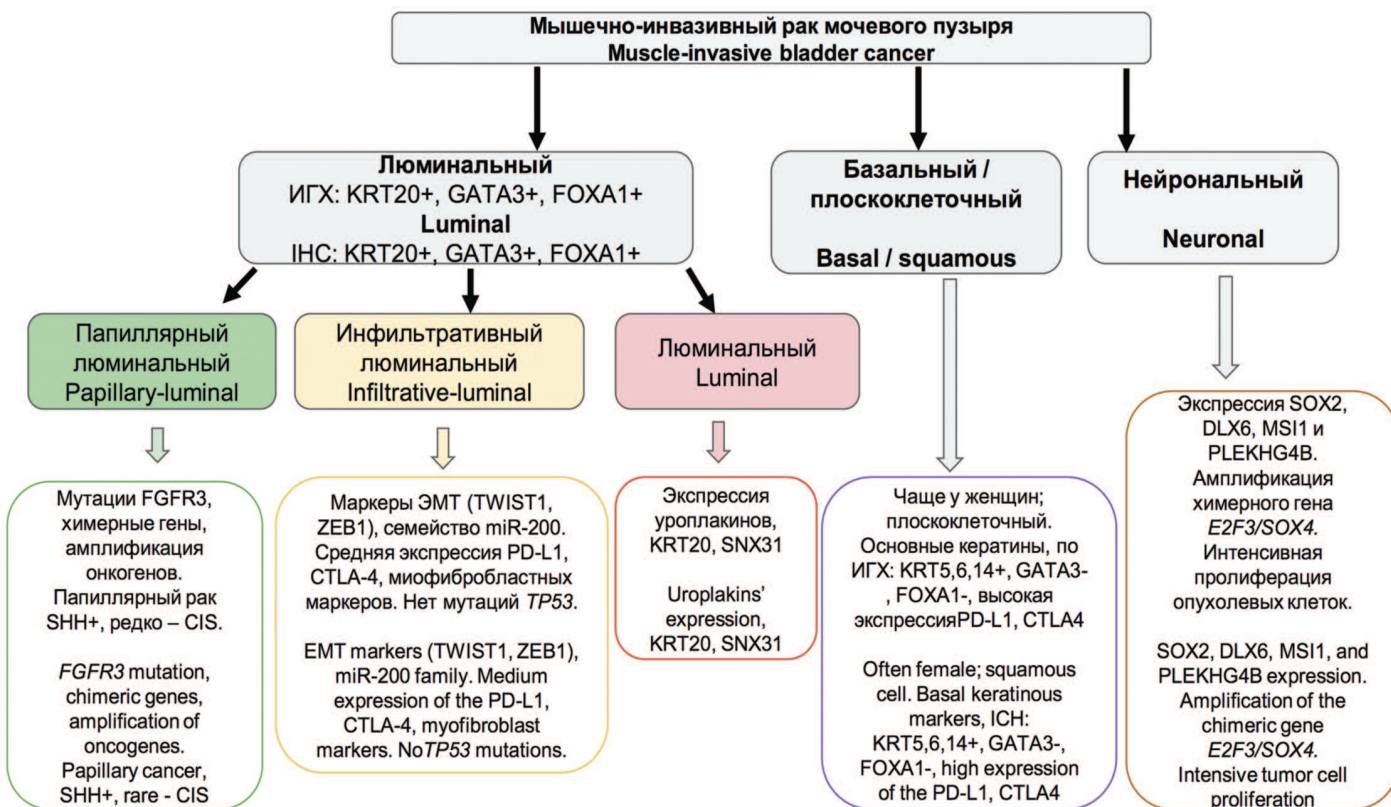 Мышечно-инвазивный рак мочевого пузыря
Muscle-invasive bladder cancer
Люминальный
ИГХ: KRT20+, GATA3+, FOXA1+
Luminal
IHC: KRT20+, GATA3+, FOXA1+
Базальный /
плоскоклеточный
Basal / squamous
Нейрональный
Neuronal
Папиллярный
люминальный
Papillary-luminal
Инфильтративный
люминальный
Infiltrative-luminal
Люминальный
Luminal
Мутации FGFR3,
химерные гены,
амплификация
онкогенов.
Папиллярный рак
SHH+, редко – CIS.
FGFR3 mutation,
chimeric genes,
amplification of
oncogenes.
Papillary cancer,
SHH+, rare - CIS
Маркеры ЭМТ (TWIST1,
ZEB1), семейство miR-200.
Средняя экспрессия PD-L1,
CTLA-4, миофибробластных
маркеров. Нет мутаций TP53.
EMT markers (TWIST1, ZEB1),
miR-200 family. Medium
expression of the PD-L1,
CTLA-4, myofibroblast
markers. No TP53 mutations.
Экспрессия
уроплакинов,
KRT20, SNX31
Uroplakins’
expression,
KRT20, SNX31
Чаще у женщин;
плоскоклеточный.
Основные кератины, по
ИГХ: KRT5,6,14+, GATA3-
, FOXA1-, высокая
экспрессияPD-L1, CTLA4
Often female; squamous
cell. Basal keratinous
markers, ICH:
KRT5,6,14+, GATA3-,
FOXA1-, high expression
of the PD-L1, CTLA4
Экспрессия SOX2,
DLX6, MSI1 и
PLEKHG4B.
Амплификация
химерного гена
E2F3/SOX4.
Интенсивная
пролиферация
опухолевых клеток.
SOX2, DLX6, MSI1, and
PLEKHG4B expression.
Amplification of the
chimeric gene
E2F3/SOX4.
Intensive tumor cell
proliferation